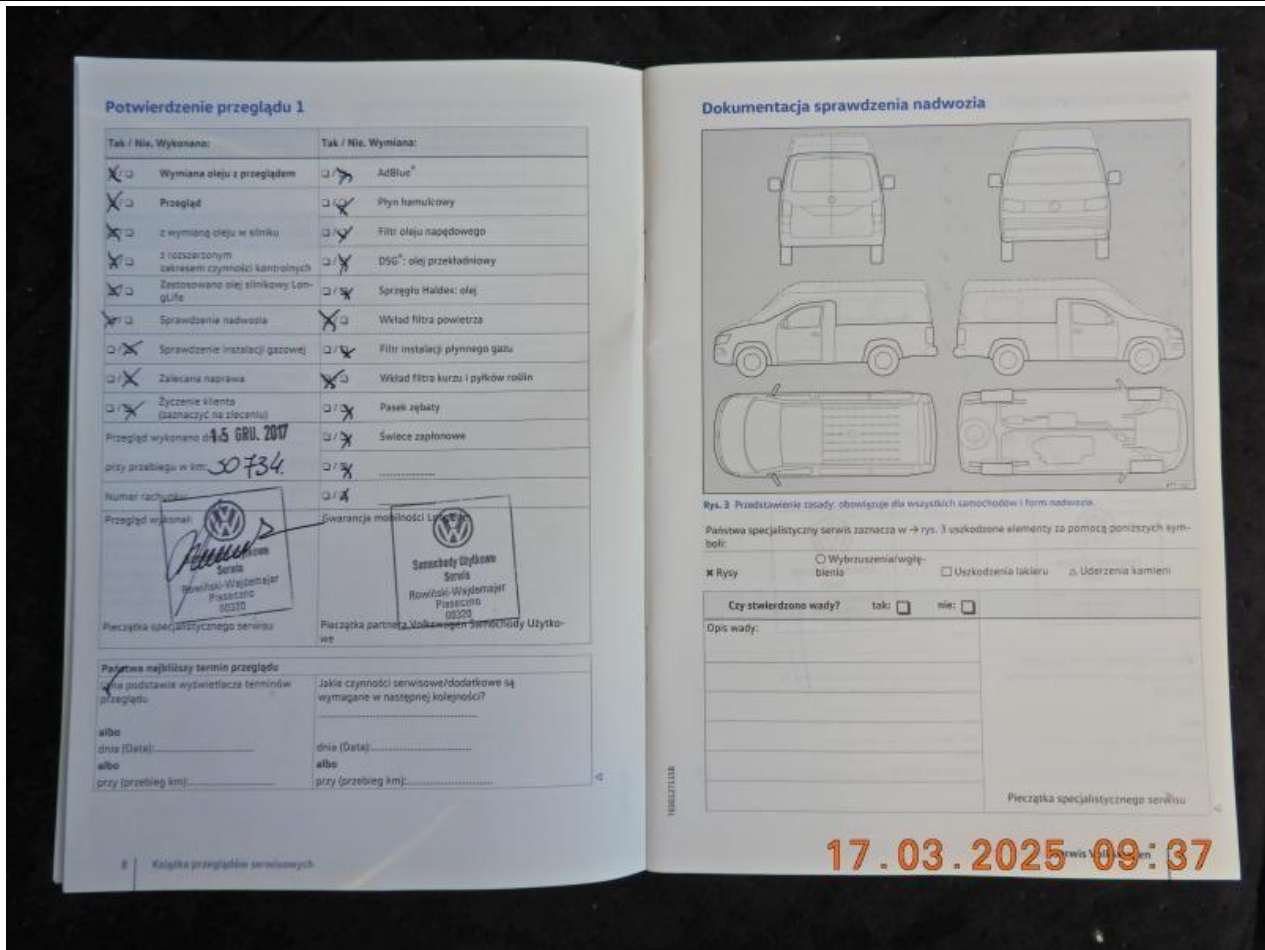 Potwierdzenie przeglądu 1
Tak / Nie. Wykonano:
Tak / Nie. Wymiana:
Wymiana oleju z przeglądem
AdBlue®
Przegląd
Płyn hamulcowy
z wymianą oleju w silniku
Filtr oleju napędowego
z rozszerzonym
zakresem czynności kontrolnych
DSG®: olej przekładniowy
Zastosowano olej silnikowy Lon-
gLife
Sprzęgło Haldex: olej
Sprawdzenie nadwozia
Wkład filtra powietrza
Sprawdzenie instalacji gazowej
Filtr instalacji płynnego gazu
Zalecana naprawa
Wkład filtra kurzu i pyłków roślin
Życzenie klienta
(zaznaczyć na zleceniu)
Pasek zębaty
Przegląd wykonano dnia 15 GRU. 2017
Świece zapłonowe
przy przebiegu w km: 30734.
Numer rachunku:
Przegląd wykonał:
Gwarancja mobilności
Serwis
Rowiński-Wajdemajer
Piaseczno
00320
Samochody Użytkowe
Serwis
Rowiński-Wajdemajer
Piaseczno
00320
Pieczątka specjalistycznego serwisu
Pieczątka partnera Volkswagen Samochody Użytko-
we
Państwa najbliższy termin przeglądu
na podstawie wyświetlacza terminów
przeglądu
albo
dnia (Data):
albo
przy (przebieg km):
Jakie czynności serwisowe/dodatkowe są
wymagane w następnej kolejności?
dnia (Data):
albo
przy (przebieg km):
8 Książka przeglądów serwisowych
Dokumentacja sprawdzenia nadwozia
Rys. 3 Przedstawienie zasady: obowiązuje dla wszystkich samochodów i form nadwozia.
Państwa specjalistyczny serwis zaznacza w → rys. 3 uszkodzone elementy za pomocą poniższych sym-
boli:
✖ Rysy
○ Wybrzuszenia/wgłę-
bienia
□ Uszkodzenia lakieru
△ Uderzenia kamieni
Czy stwierdzono wady? tak: nie:
Opis wady:
Pieczątka specjalistycznego serwisu
17.03.2025 09:37